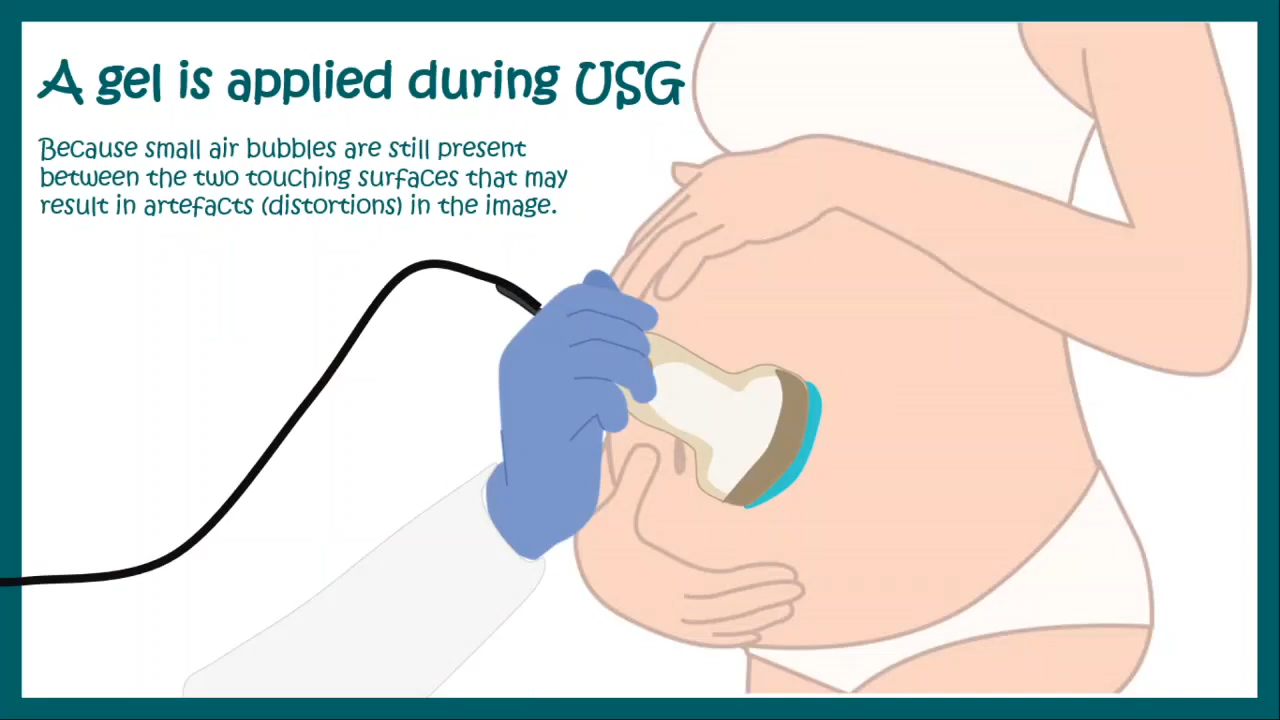 A gel is applied during USG
Because small air bubbles are still present
between the two touching surfaces that may
result in artefacts (distortions) in the image.